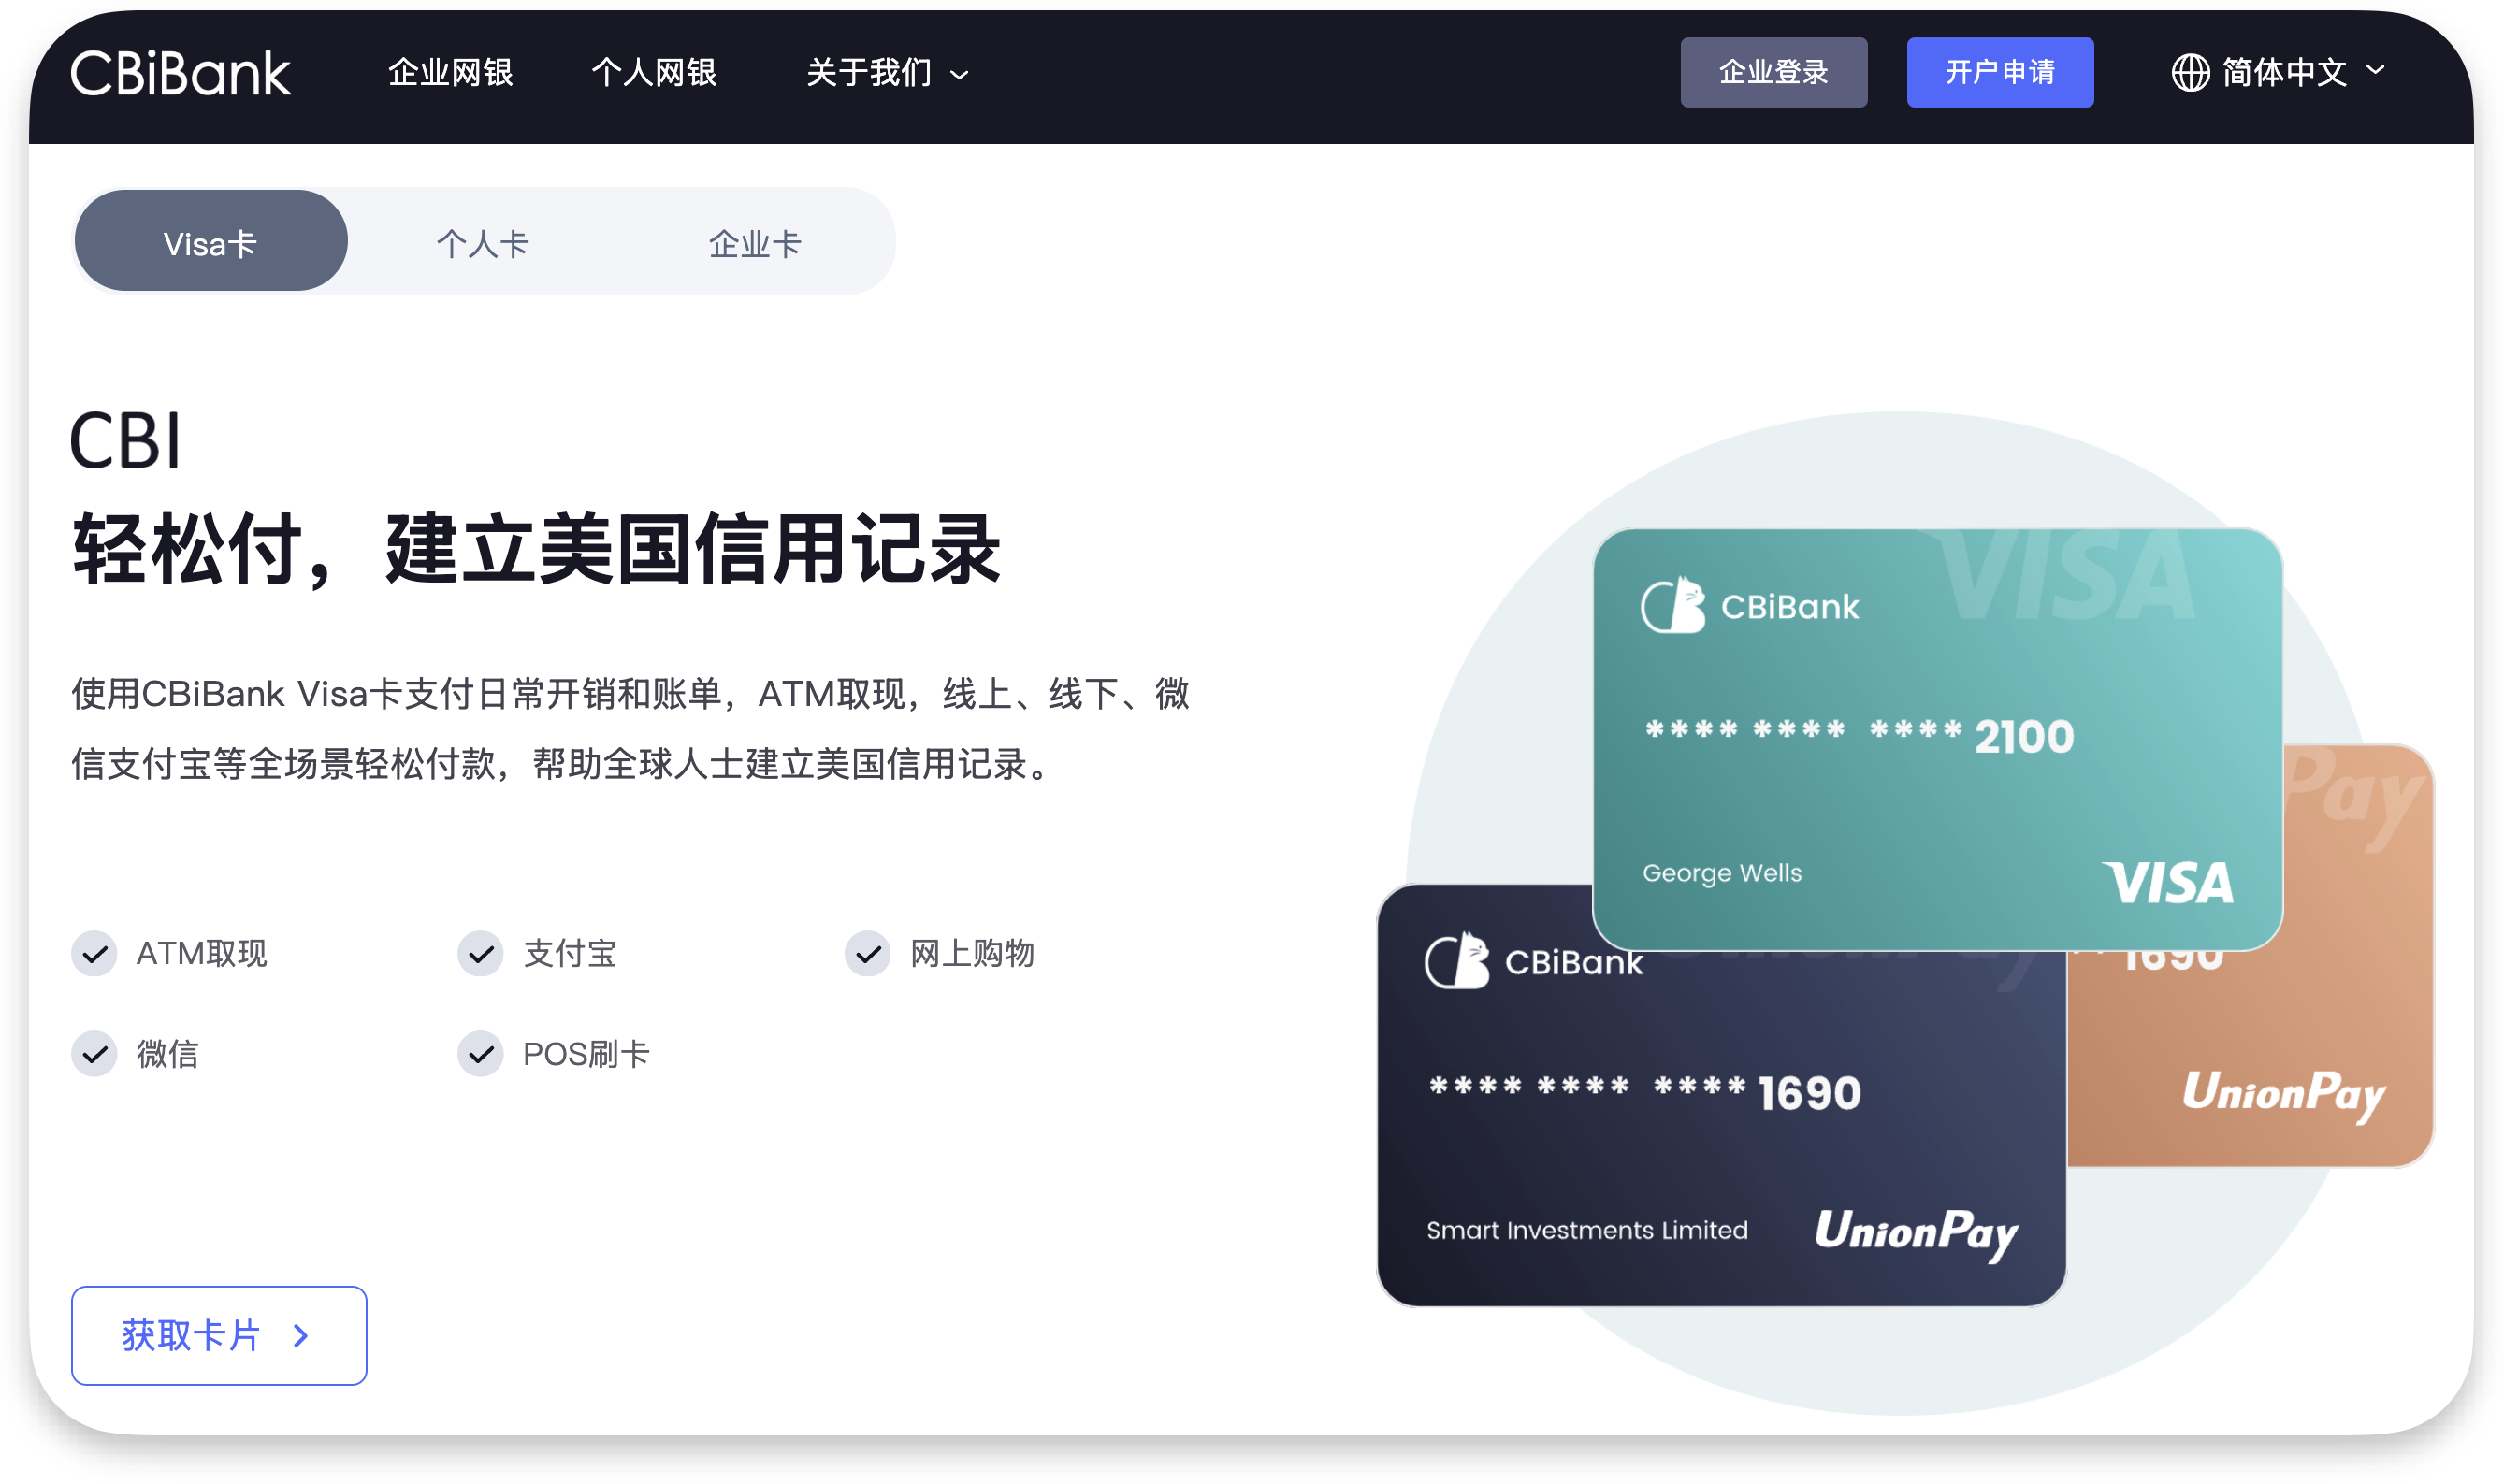 CBiBank 企业网银 个人网银 关于我们 企业登录 开户申请 简体中文
Visa卡 个人卡 企业卡
CBI
轻松付，建立美国信用记录
使用CBiBank Visa卡支付日常开销和账单，ATM取现，线上、线下、微
信支付宝等全场景轻松付款，帮助全球人士建立美国信用记录。
ATM取现 支付宝 网上购物
微信 POS刷卡
获取卡片
VISA
CBiBank
**** **** **** 2100
George Wells VISA
Pay
1690
UnionPay
CBiBank
**** **** **** 1690
Smart Investments Limited UnionPay